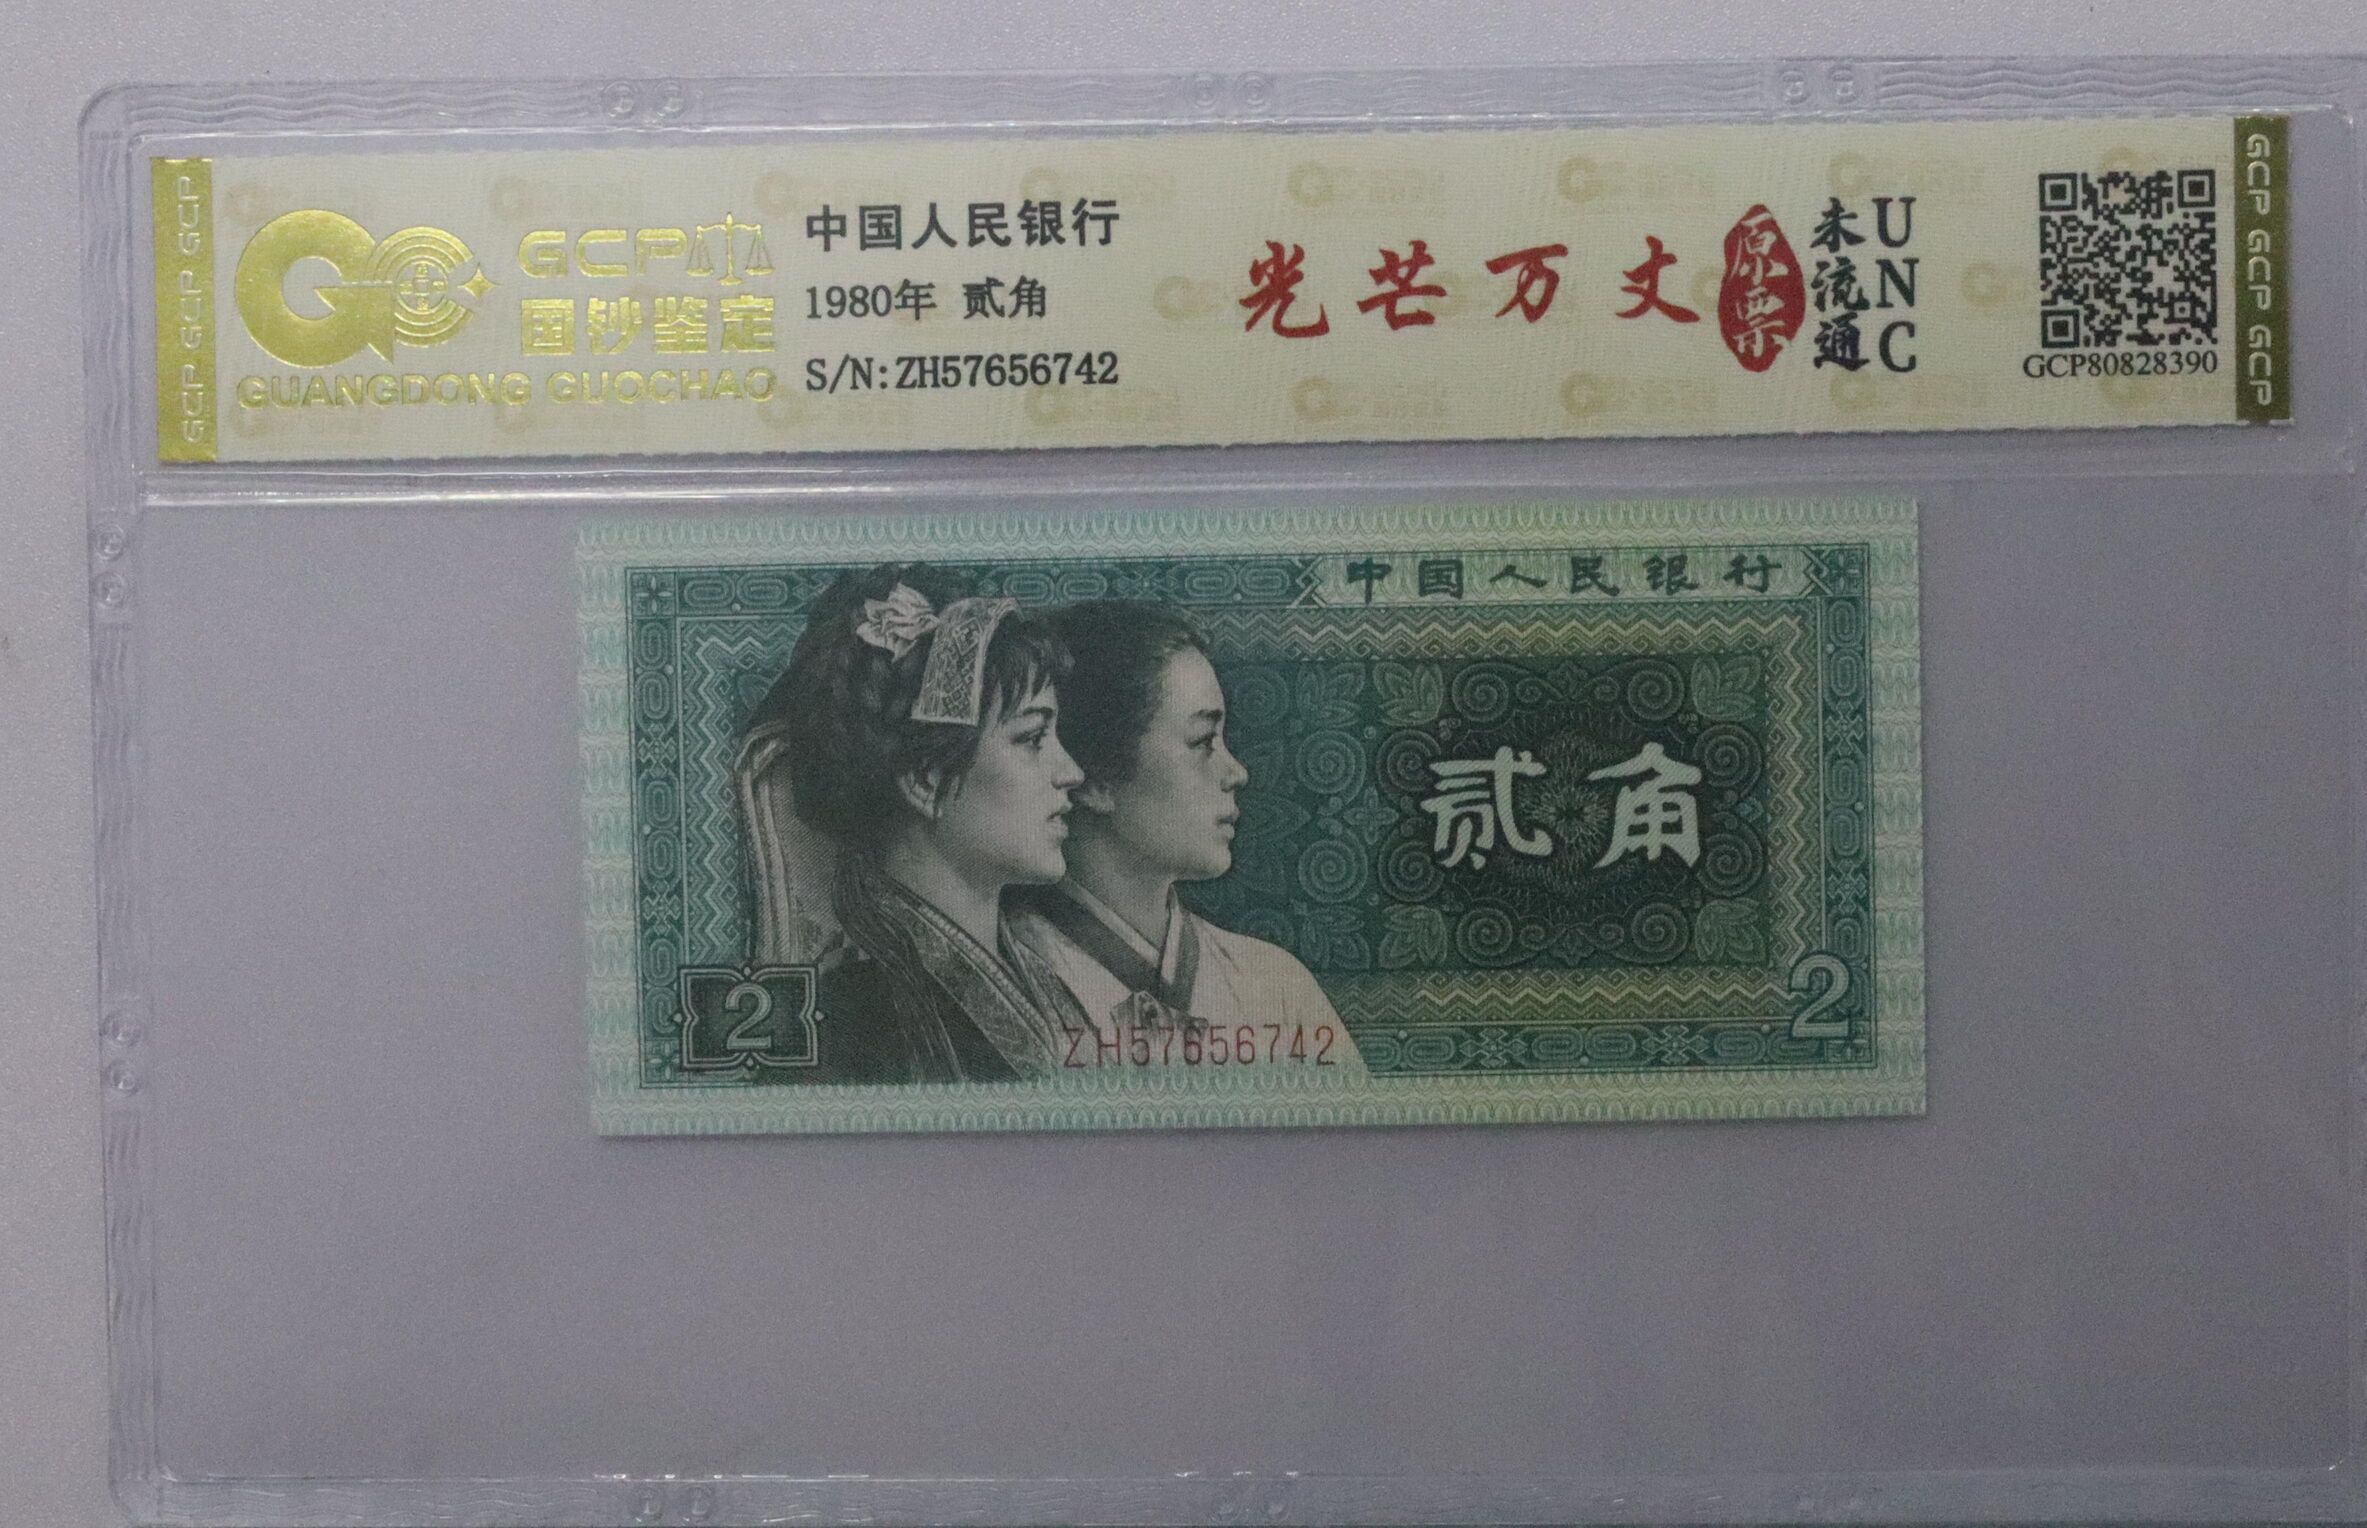 GCP GCP GCP
GCP
国钞鉴定
GUANGDONG GUOCHAO
中国人民银行
1980年 贰角
S/N:ZH57656742
光芒万丈
原票
未流通
UNC
GCP80828390
GCP GCP GCP
中国人民银行
贰角
2
2
ZH57656742